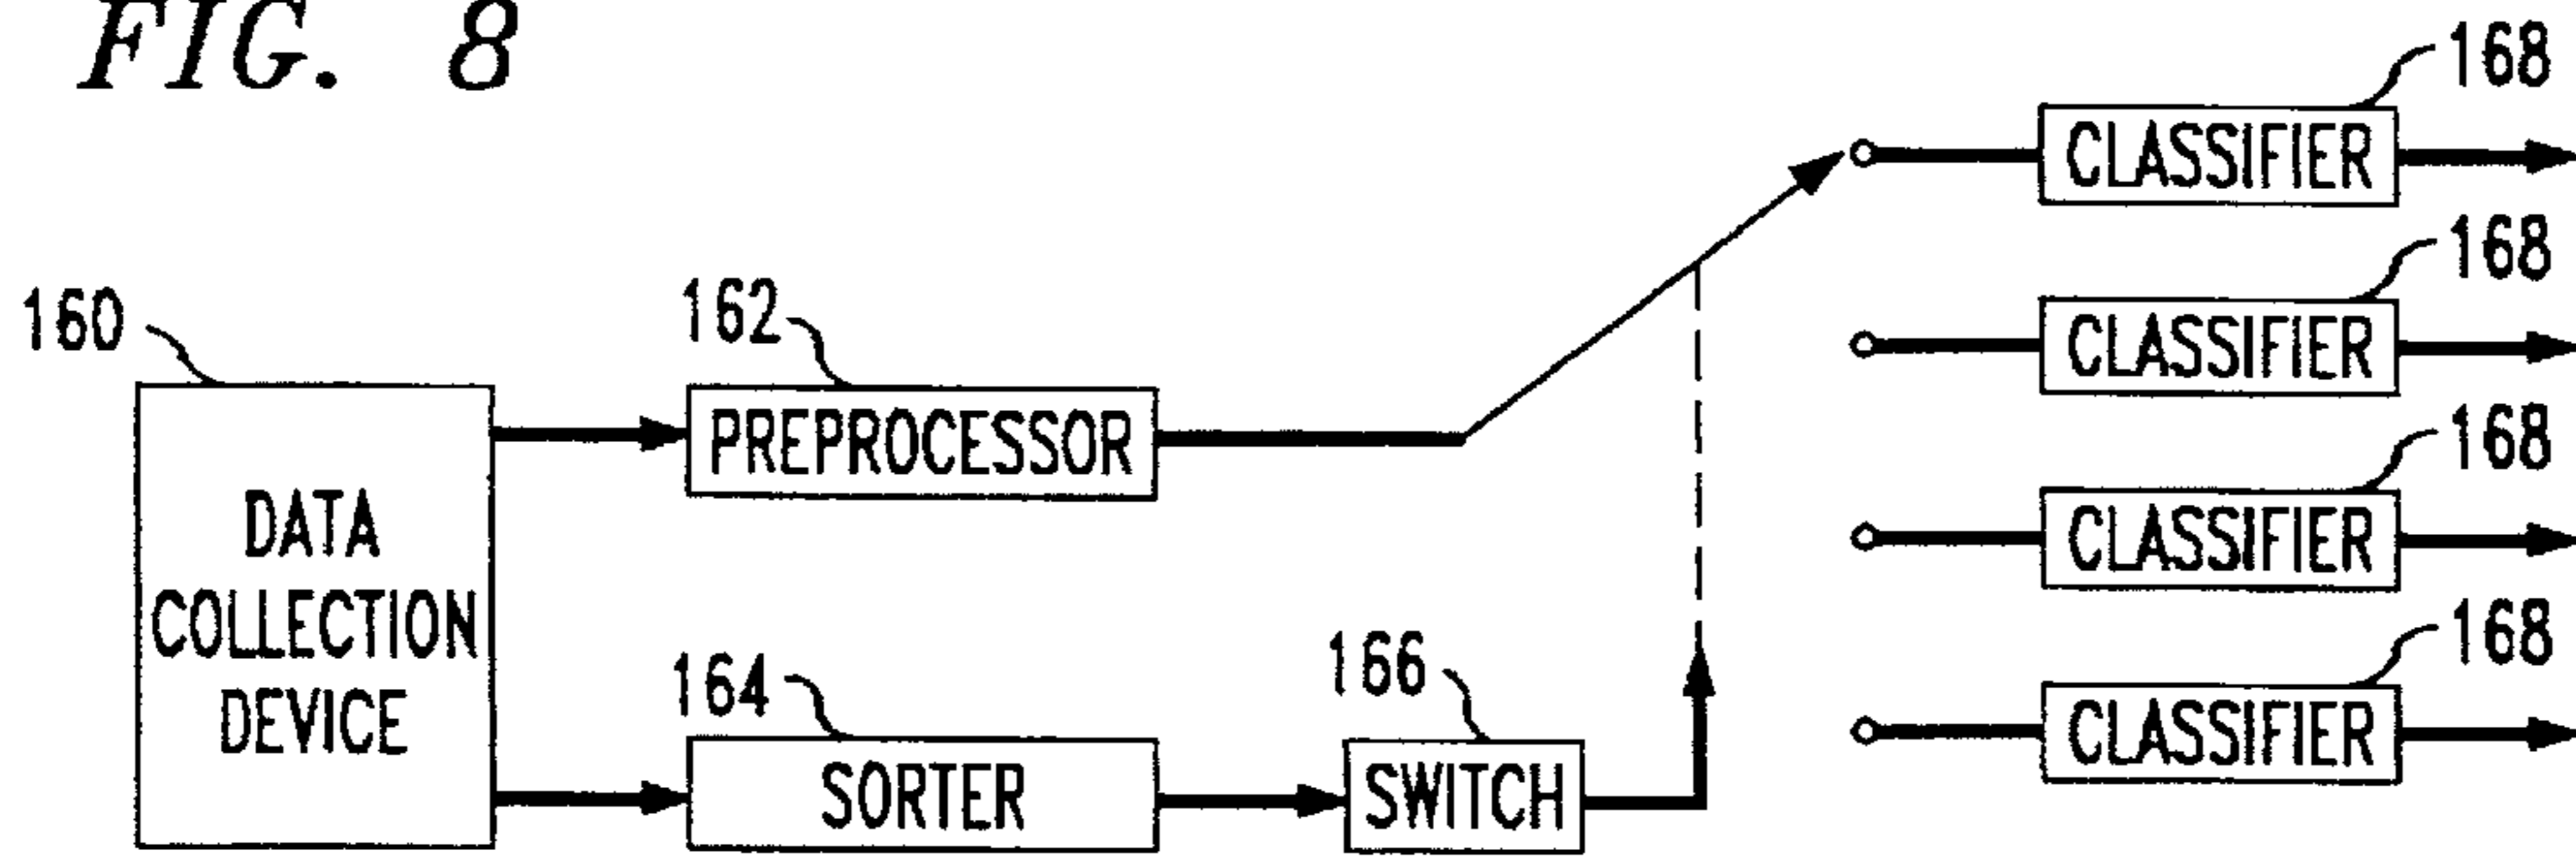 FIG. 8
168
CLASSIFIER
168
CLASSIFIER
160
162
PREPROCESSOR
168
CLASSIFIER
DATA
COLLECTION
DEVICE
164
SORTER
166
SWITCH
168
CLASSIFIER